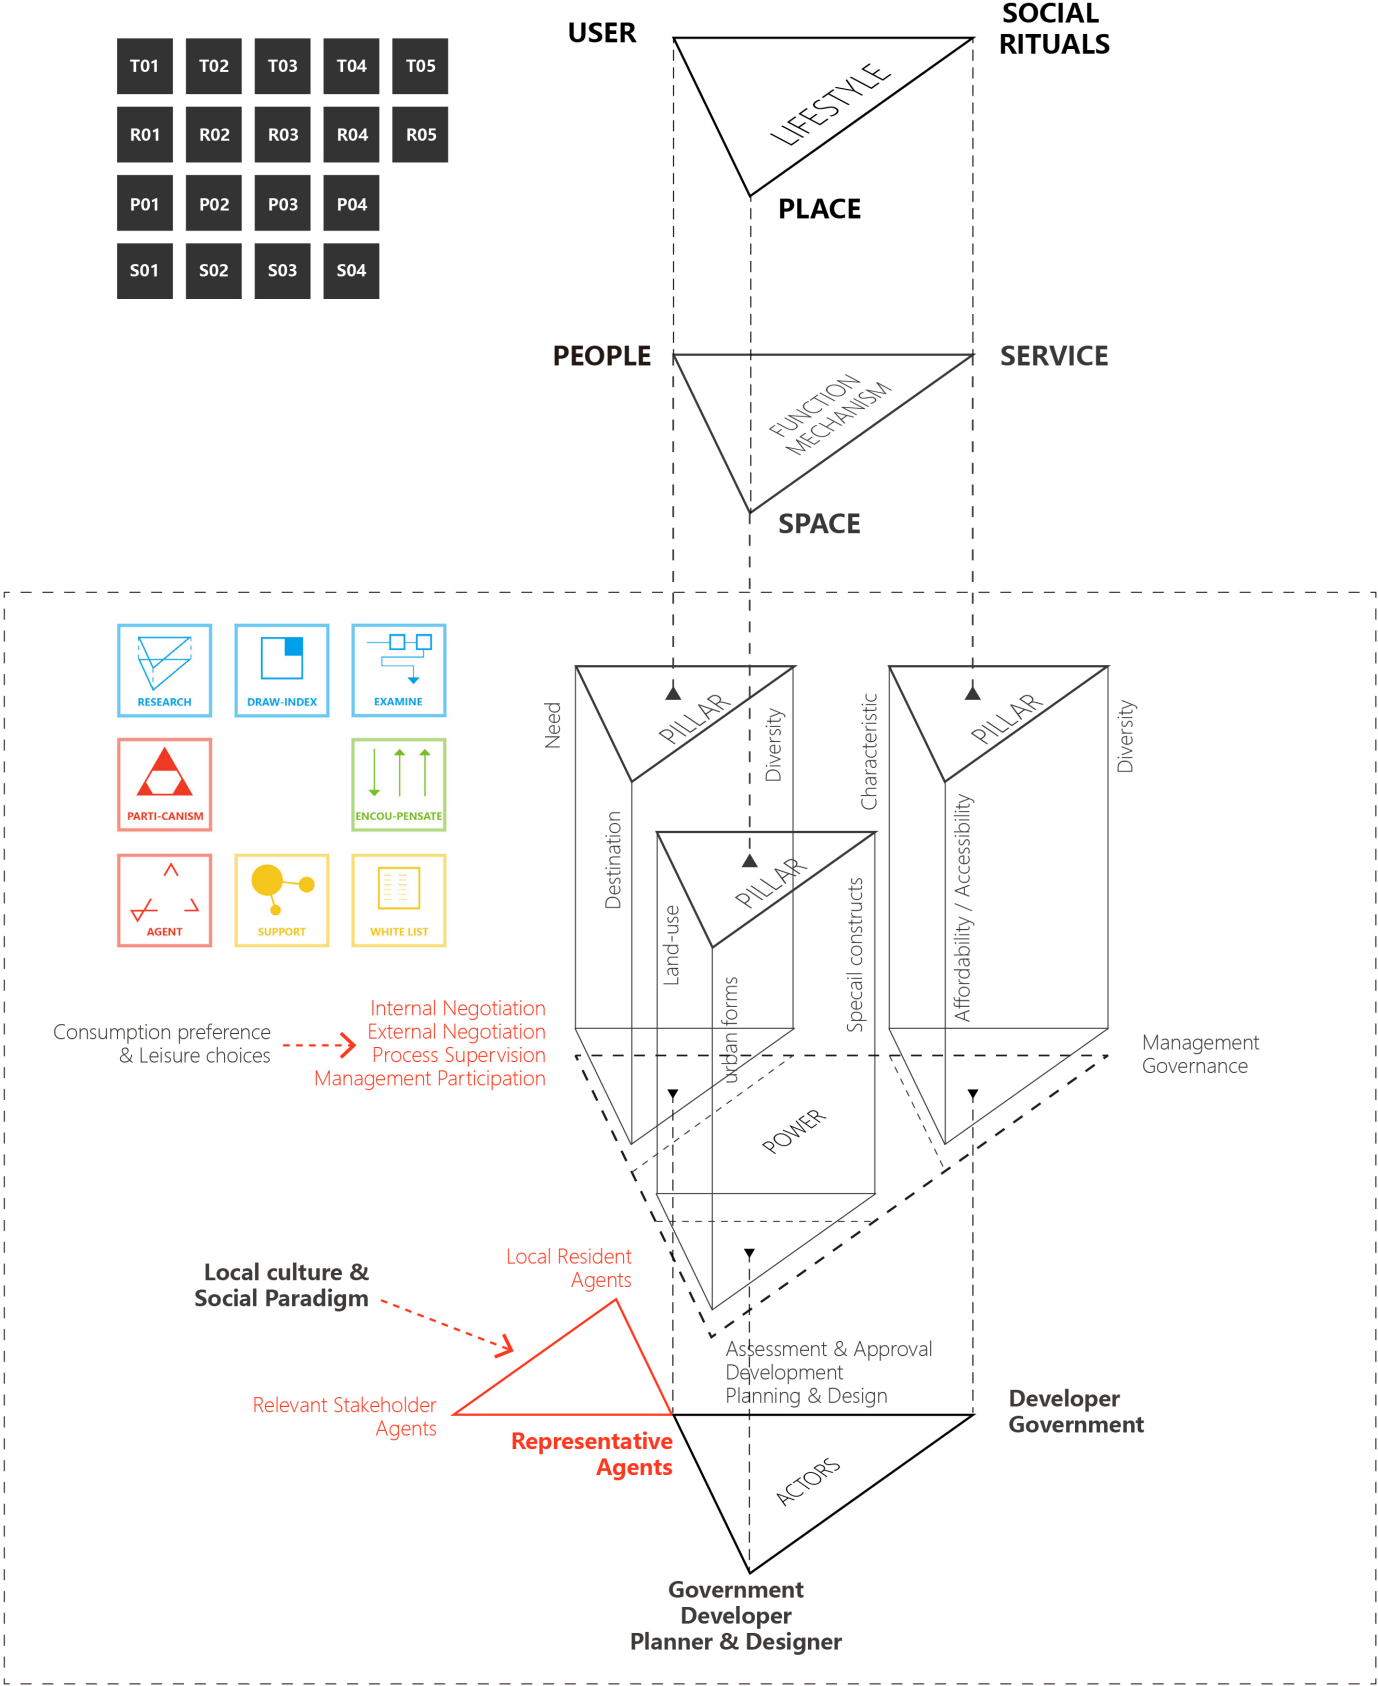 USER
SOCIAL
RITUALS
LIFESTYLE
PLACE
T01 T02 T03 T04 T05
R01 R02 R03 R04 R05
P01 P02 P03 P04
S01 S02 S03 S04
PEOPLE
SERVICE
FUNCTION
MECHANISM
SPACE
RESEARCH
DRAW-INDEX
EXAMINE
PARTI-CANISM
ENCOU-PENSATE
AGENT
SUPPORT
WHITE LIST
PILLAR
Need
Destination
Diversity
PILLAR
Land-use
urban forms
Specail constructs
PILLAR
Characteristic
Affordability / Accessibility
Diversity
Consumption preference
& Leisure choices
Internal Negotiation
External Negotiation
Process Supervision
Management Participation
Management
Governance
POWER
Local culture &
Social Paradigm
Local Resident
Agents
Relevant Stakeholder
Agents
Representative
Agents
Assessment & Approval
Development
Planning & Design
Developer
Government
ACTORS
Government
Developer
Planner & Designer